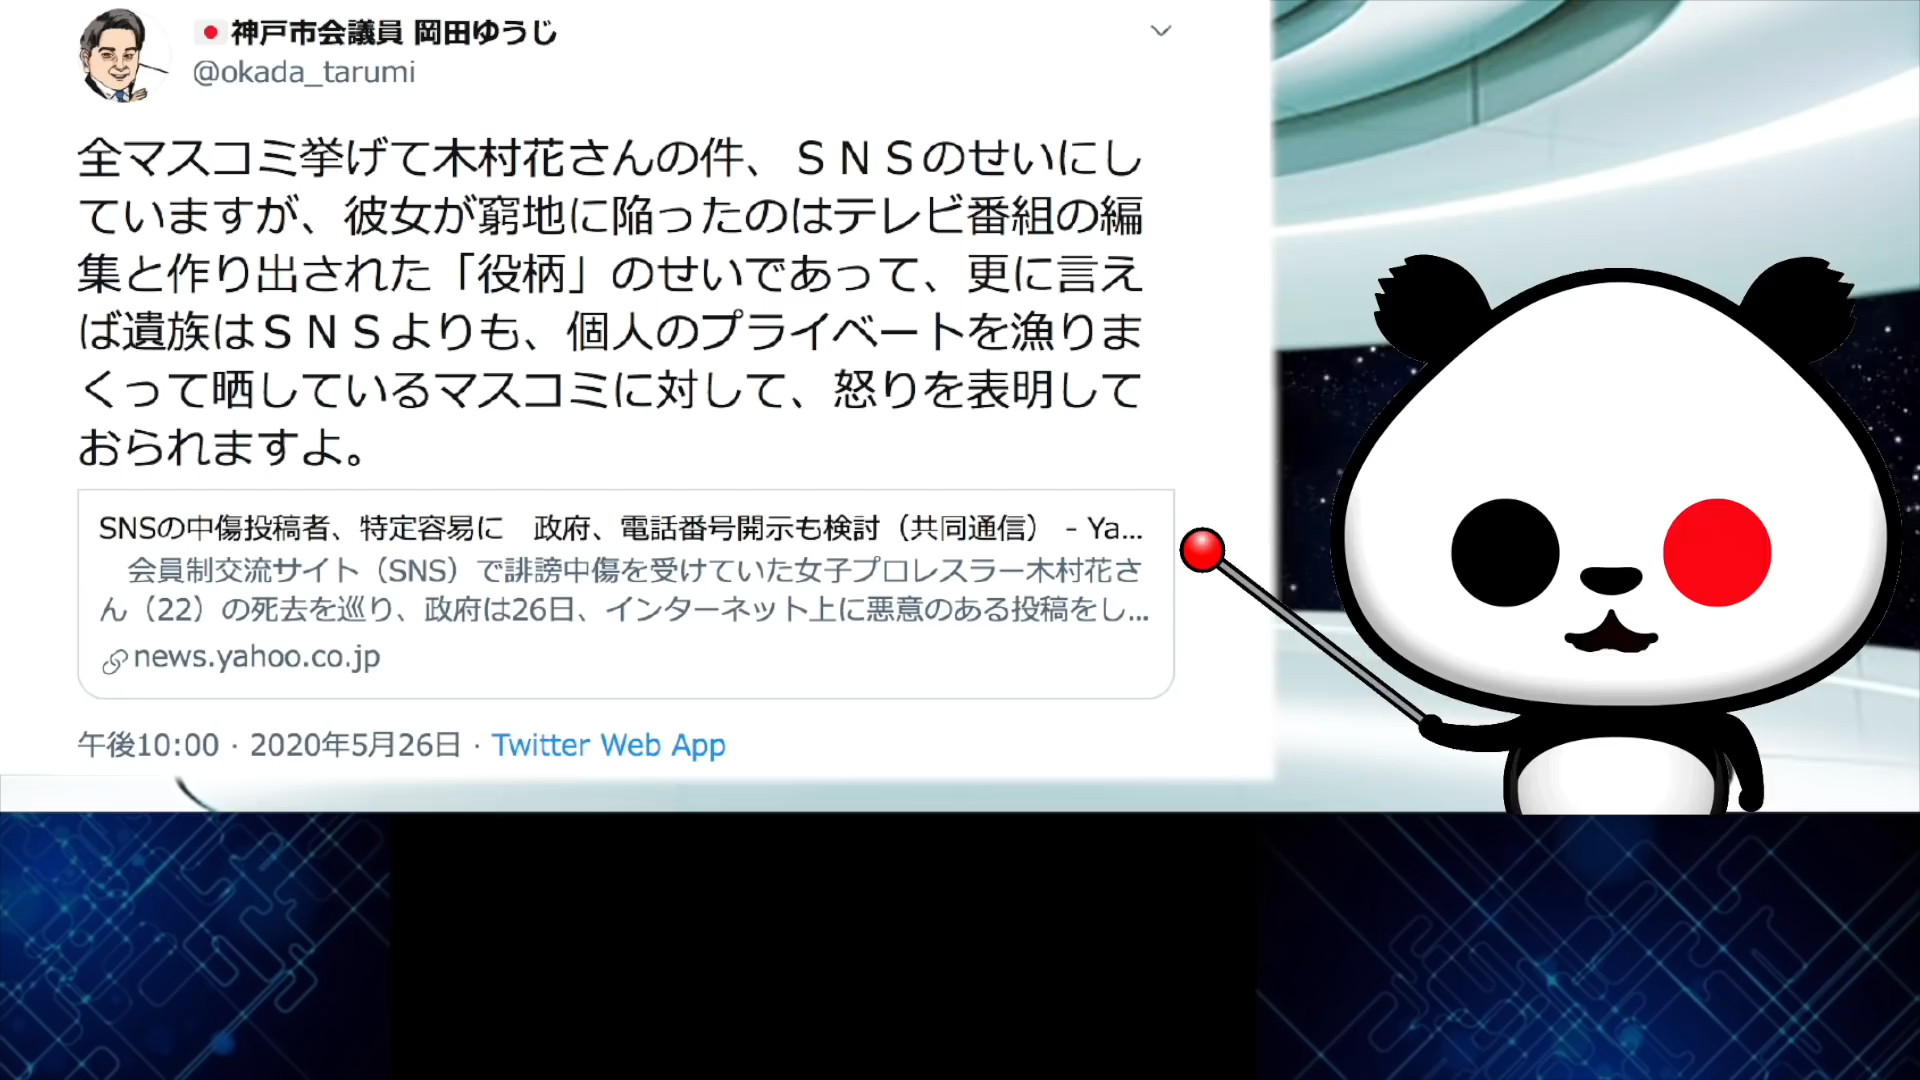 神戸市会議員 岡田ゆうじ
@okada_tarumi
全マスコミ挙げて木村花さんの件、ＳＮＳのせいにし
ていますが、彼女が窮地に陥ったのはテレビ番組の編
集と作り出された「役柄」のせいであって、更に言え
ば遺族はＳＮＳよりも、個人のプライベートを漁りま
くって晒しているマスコミに対して、怒りを表明して
おられますよ。
SNSの中傷投稿者、特定容易に　政府、電話番号開示も検討（共同通信） - Ya...
会員制交流サイト（SNS）で誹謗中傷を受けていた女子プロレスラー木村花さ
ん（22）の死去を巡り、政府は26日、インターネット上に悪意のある投稿をし...
news.yahoo.co.jp
午後10:00 · 2020年5月26日 · Twitter Web App